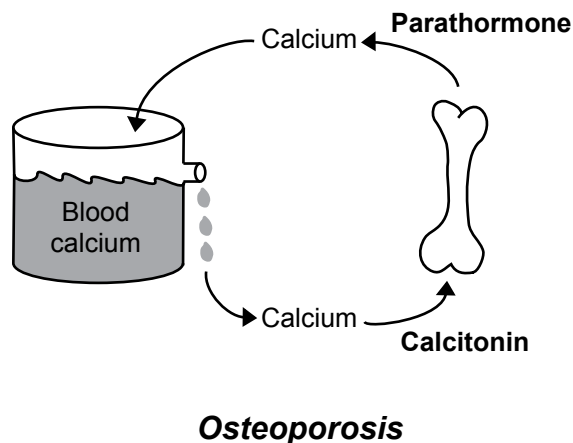 Parathormone
Calcium
Blood
calcium
Calcium
Calcitonin
Osteoporosis